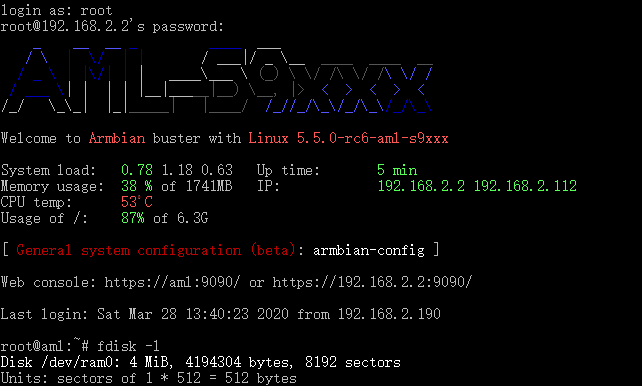 login as: root
root@192.168.2.2's password:
AML-S9xxx
Welcome to Armbian buster with Linux 5.5.0-rc6-aml-s9xxx
System load:   0.78 1.18 0.63   Up time:       5 min
Memory usage:  38 % of 1741MB   IP:            192.168.2.2 192.168.2.112
CPU temp:      53°C
Usage of /:    87% of 6.3G
[ General system configuration (beta): armbian-config ]
Web console: https://aml:9090/ or https://192.168.2.2:9090/
Last login: Sat Mar 28 13:40:23 2020 from 192.168.2.190
root@aml:~# fdisk -l
Disk /dev/ram0: 4 MiB, 4194304 bytes, 8192 sectors
Units: sectors of 1 * 512 = 512 bytes